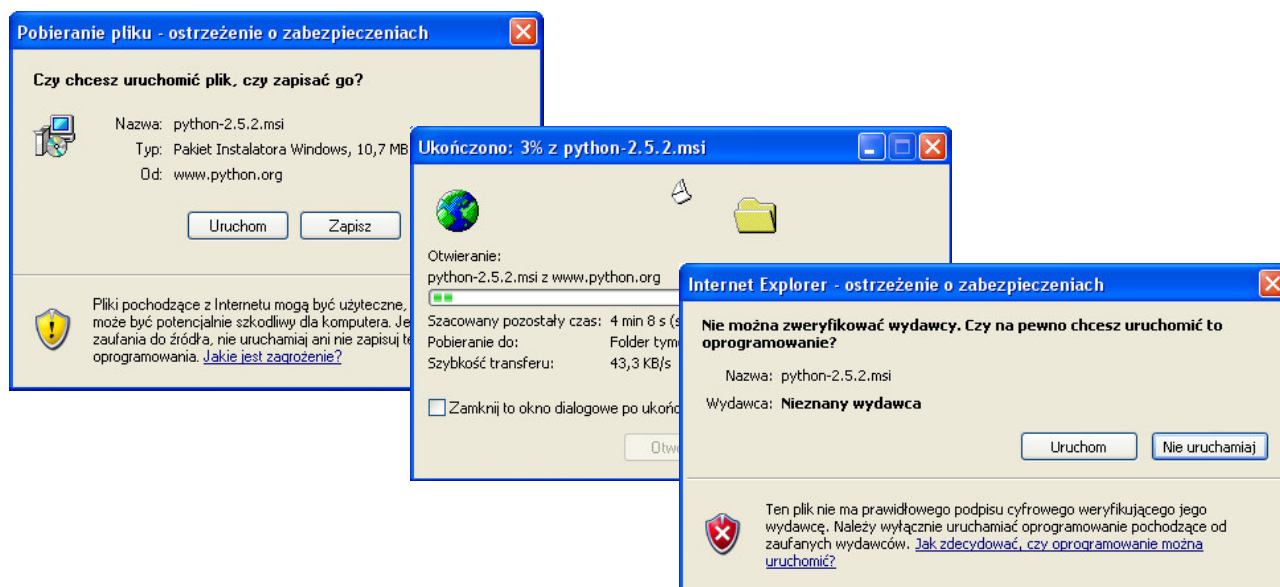 Pobieranie pliku - ostrzeżenie o zabezpieczeniach
Czy chcesz uruchomić plik, czy zapisać go?
Nazwa: python-2.5.2.msi
Typ: Pakiet Instalatora Windows, 10,7 MB
Od: www.python.org
Uruchom Zapisz
Pliki pochodzące z Internetu mogą być użyteczne,
może być potencjalnie szkodliwy dla komputera.
zaufania do źródła, nie uruchamiaj ani nie zapisuj
oprogramowania. Jakie jest zagrożenie?
Ukończono: 3% z python-2.5.2.msi
Otwieranie:
python-2.5.2.msi z www.python.org
Szacowany pozostały czas: 4 min 8 s
Pobieranie do: Folder
Szybkość transferu: 43,3 KB/s
Zamknij to okno dialogowe po
Internet Explorer - ostrzeżenie o zabezpieczeniach
Nie można zweryfikować wydawcy. Czy na pewno chcesz uruchomić to
oprogramowanie?
Nazwa: python-2.5.2.msi
Wydawca: Nieznany wydawca
Uruchom Nie uruchamiaj
Ten plik nie ma prawidłowego podpisu cyfrowego weryfikującego jego
wydawcę. Należy wyłącznie uruchamiać oprogramowanie pochodzące od
zaufanych wydawców. Jak zdecydować, czy oprogramowanie można
uruchomić?